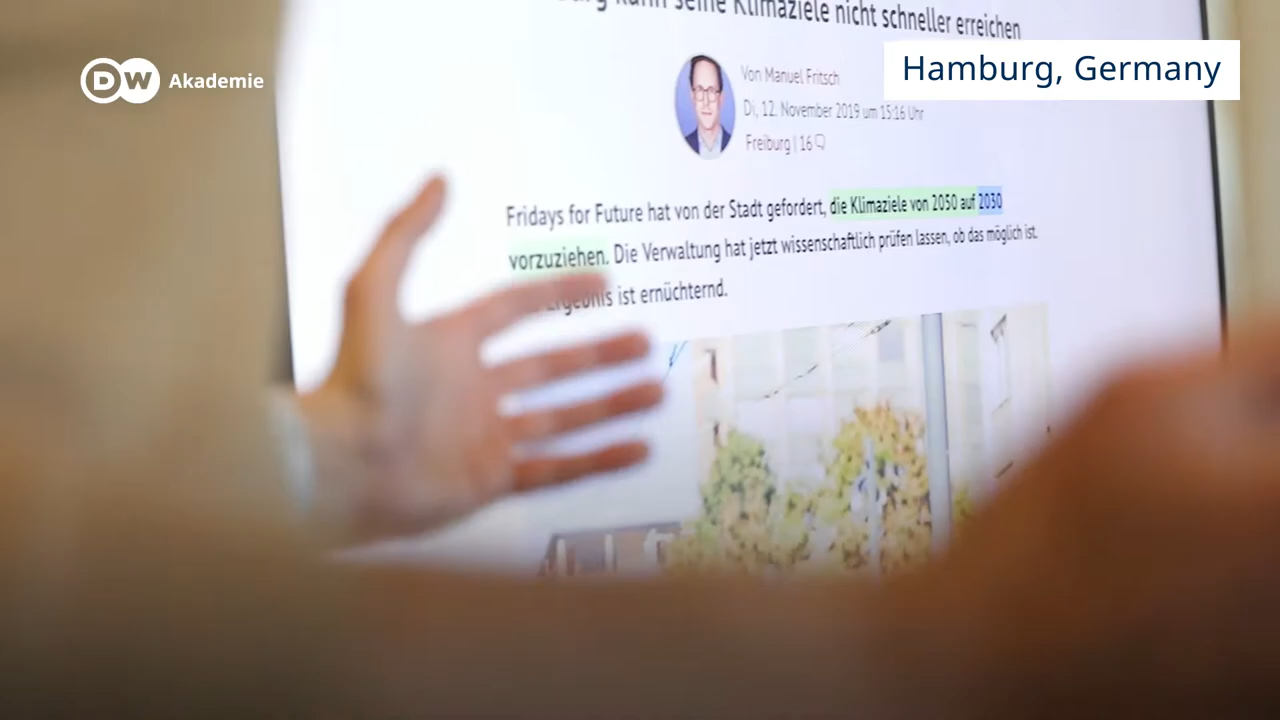 kann seine Klimaziele nicht schneller erreichen
DW Akademie
Hamburg, Germany
Von Manuel Fritsch
Di, 12. November 2019 um 15:16 Uhr
Freiburg | 16
Fridays for Future hat von der Stadt gefordert, die Klimaziele von 2050 auf 2030
vorzuziehen. Die Verwaltung hat jetzt wissenschaftlich prüfen lassen, ob das möglich ist.
ist ernüchternd.